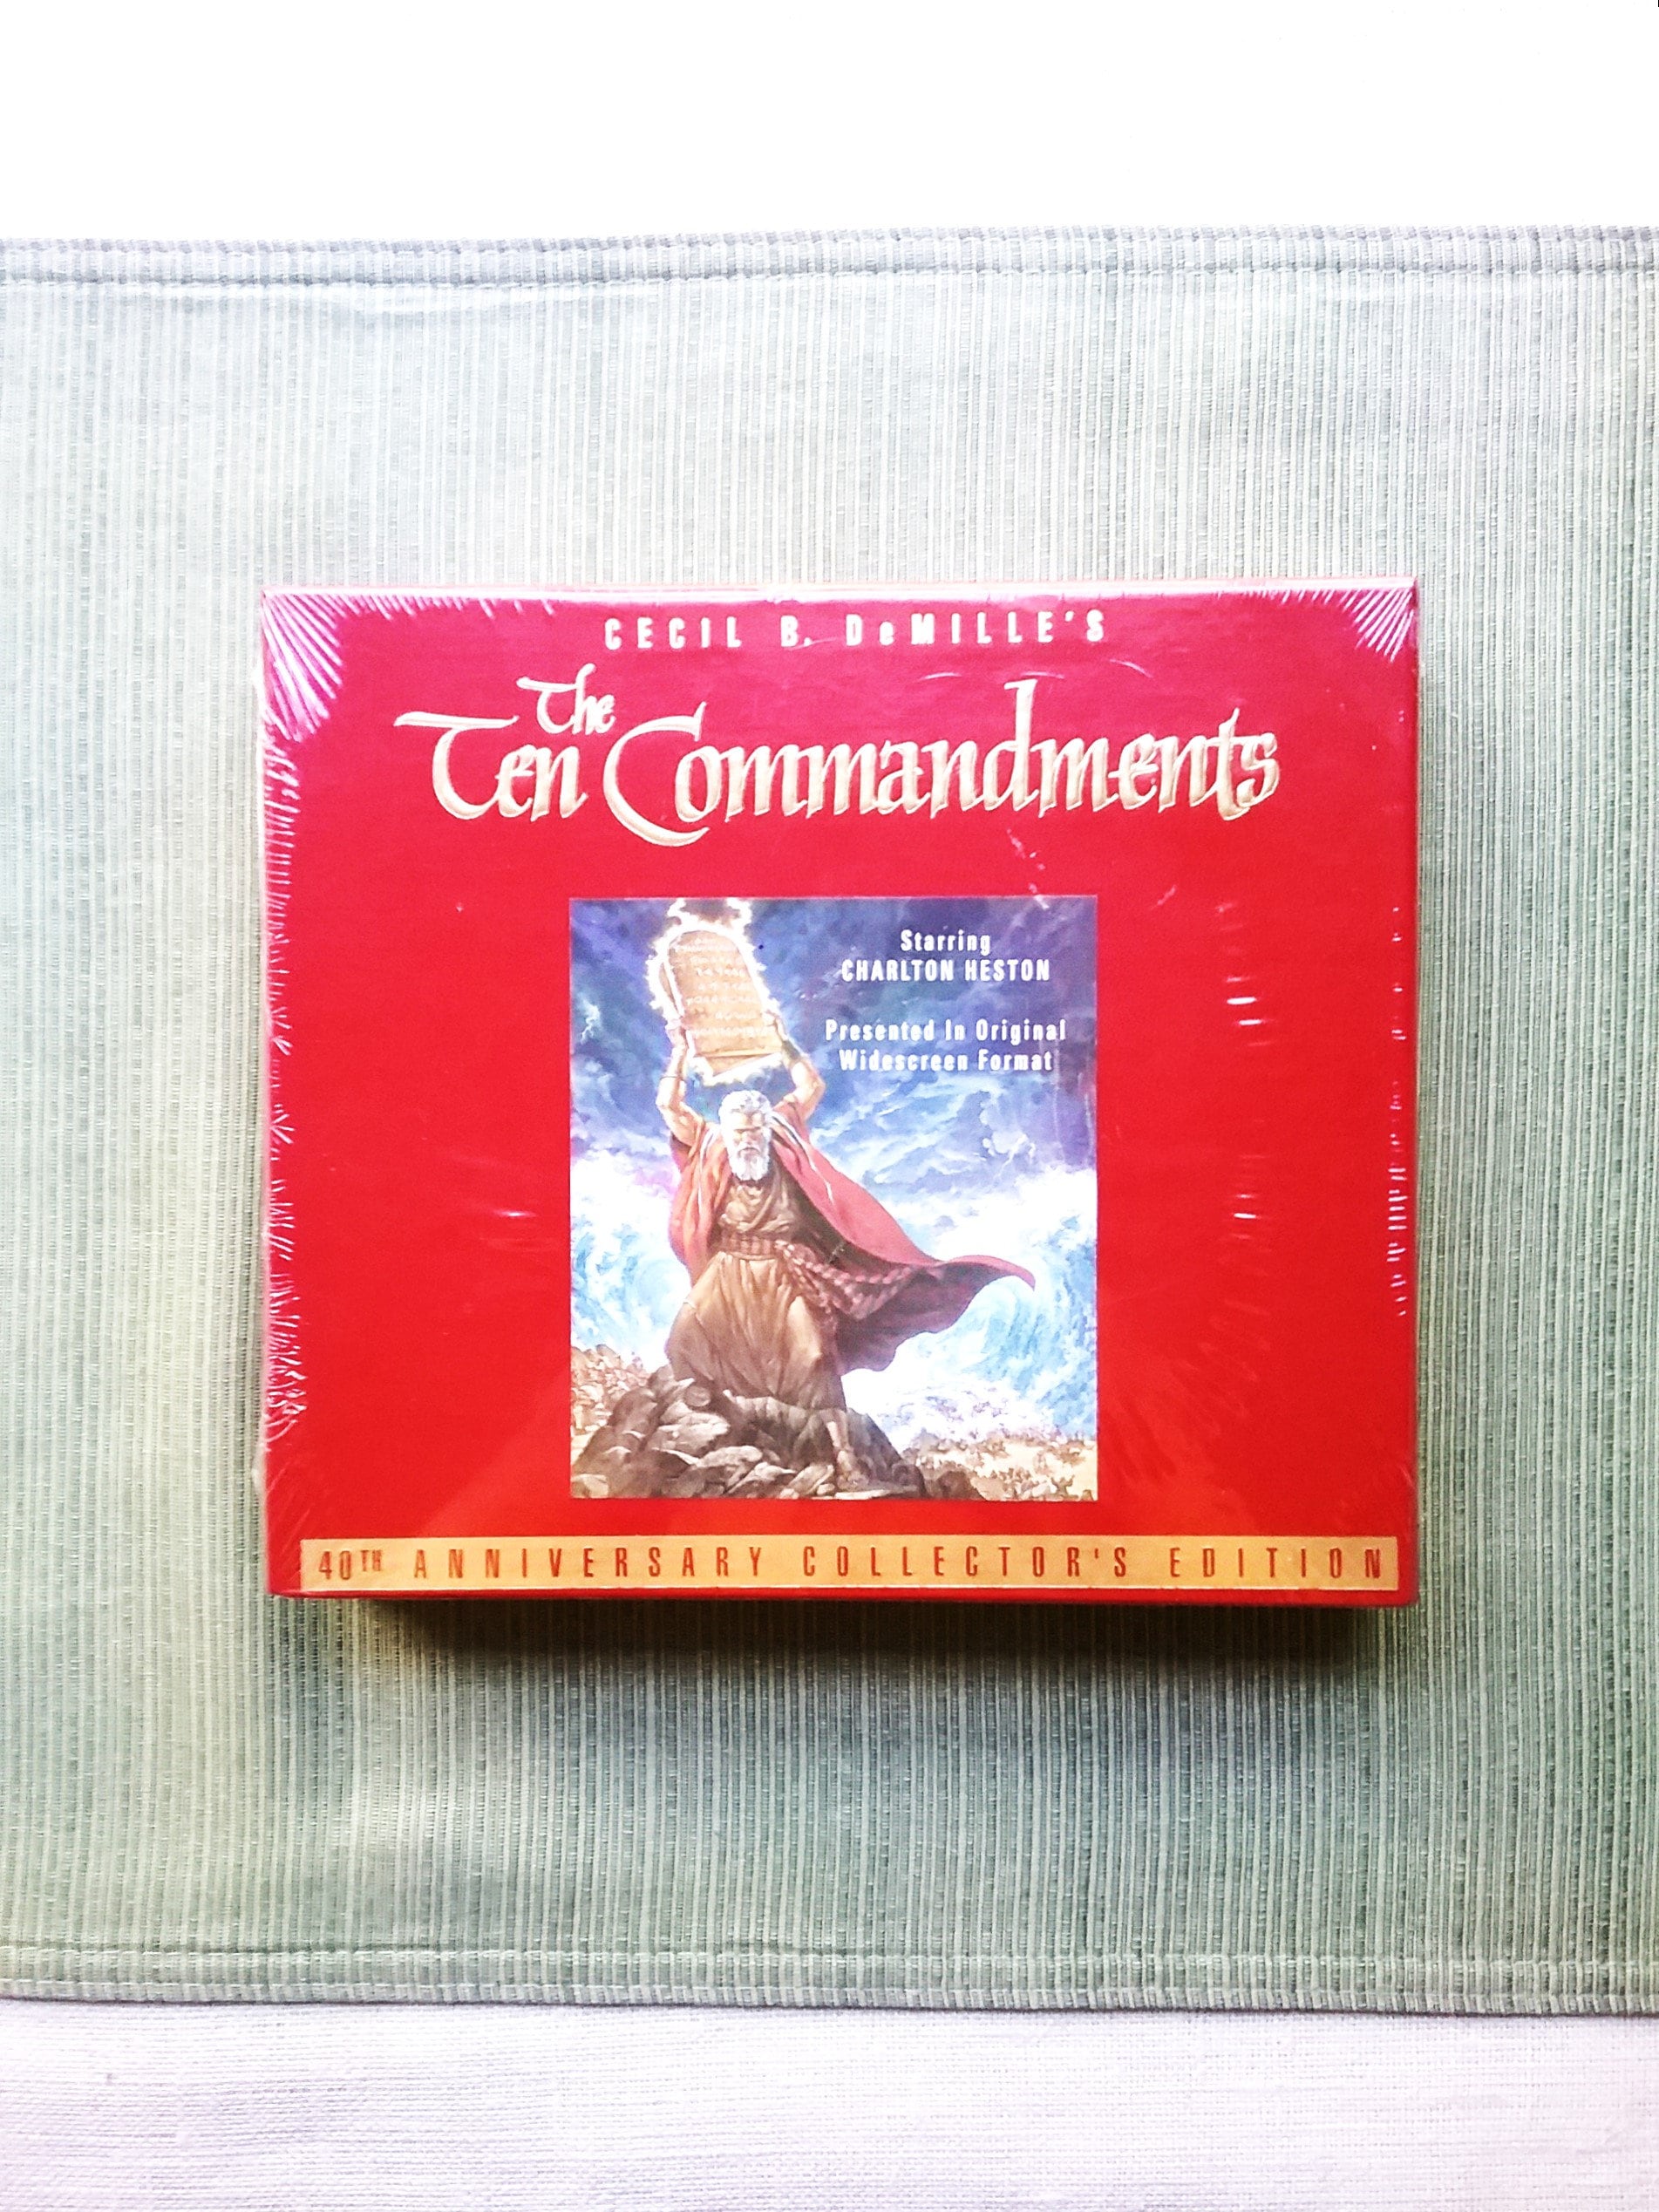 CECIL B. DeMILLE'S
The
Ten Commandments
Starring
CHARLTON HESTON
Presented In Original
Widescreen Format
40TH ANNIVERSARY COLLECTOR'S EDITION